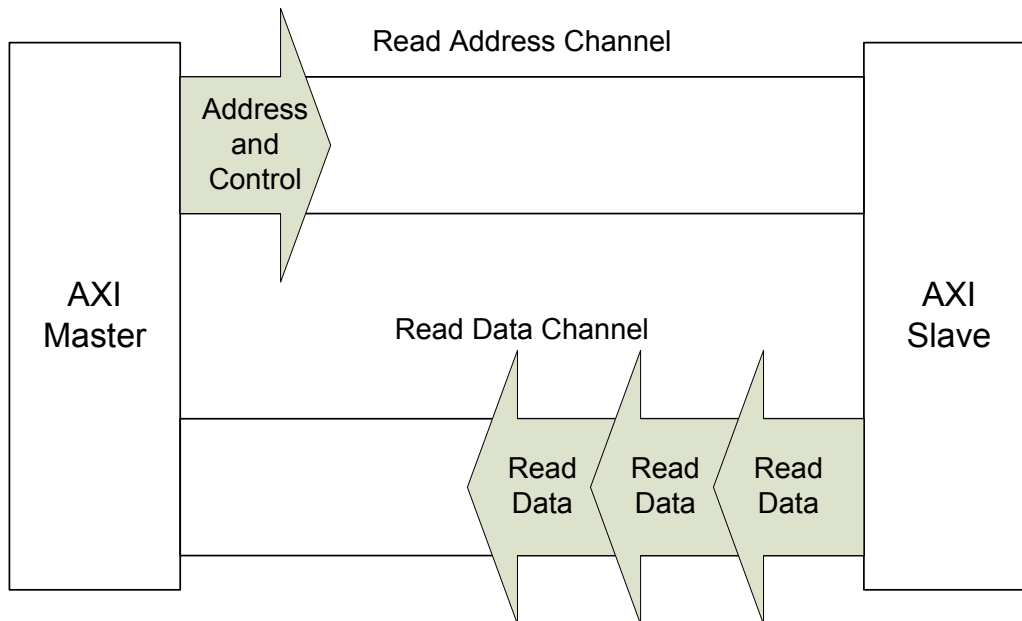 Read Address Channel
Address
and
Control
AXI
Master
AXI
Slave
Read Data Channel
Read
Data
Read
Data
Read
Data